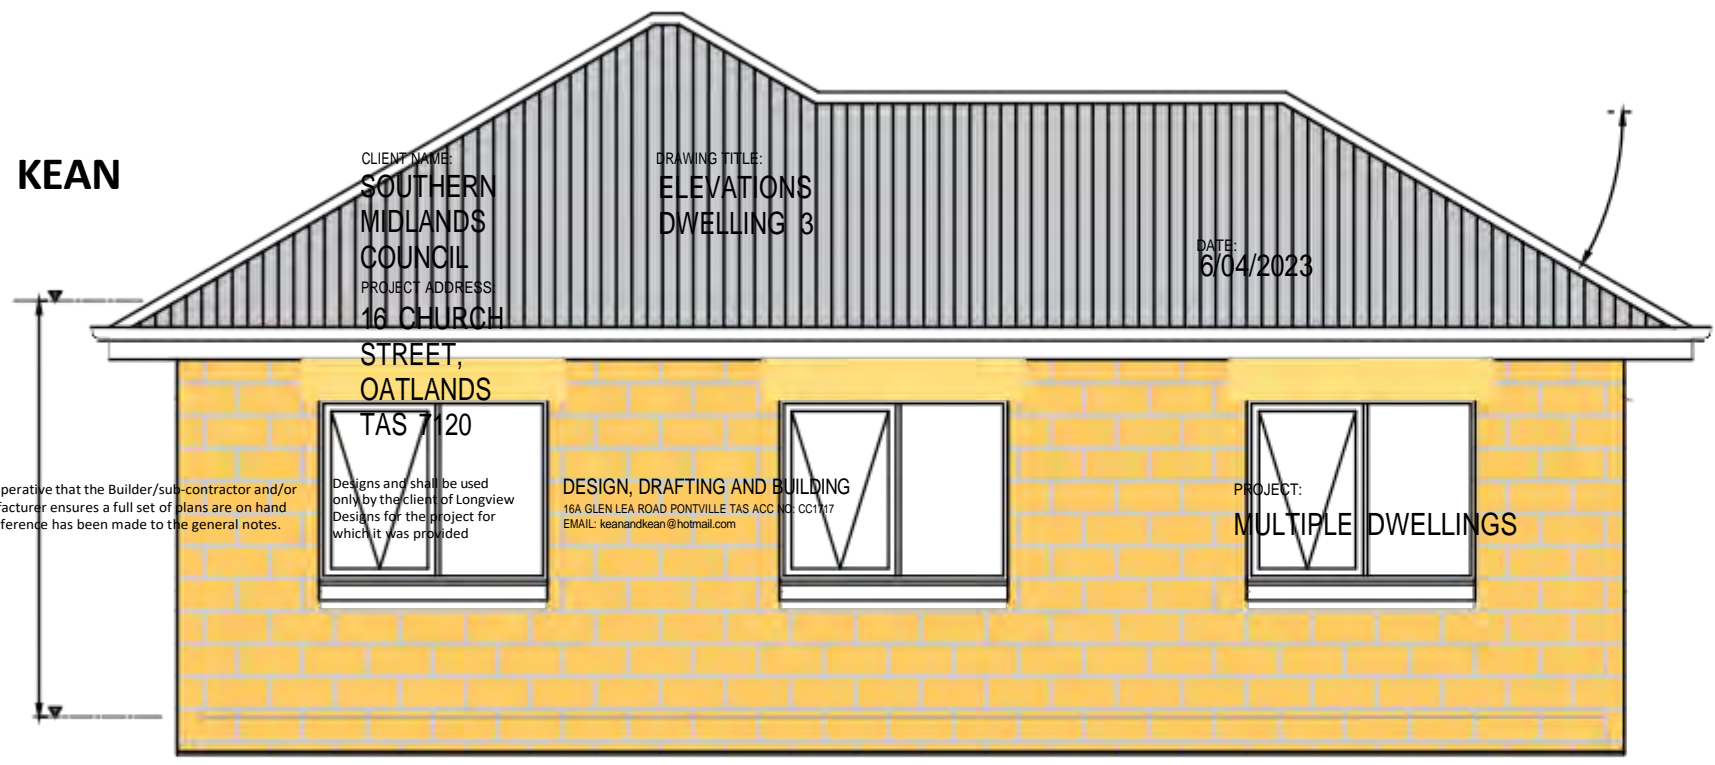 KEAN
CLIENT NAME:
SOUTHERN
MIDLANDS
COUNCIL
PROJECT ADDRESS:
16 CHURCH
STREET,
OATLANDS
TAS 7120
DRAWING TITLE:
ELEVATIONS
DWELLING 3
DATE:
6/04/2023
perative that the Builder/sub-contractor and/or
facturer ensures a full set of plans are on hand
ference has been made to the general notes.
Designs and shall be used
only by the client of Longview
Designs for the project for
which it was provided
DESIGN, DRAFTING AND BUILDING
16A GLEN LEA ROAD PONTVILLE TAS ACC NO: CC1717
EMAIL: keanandkean@hotmail.com
PROJECT:
MULTIPLE DWELLINGS